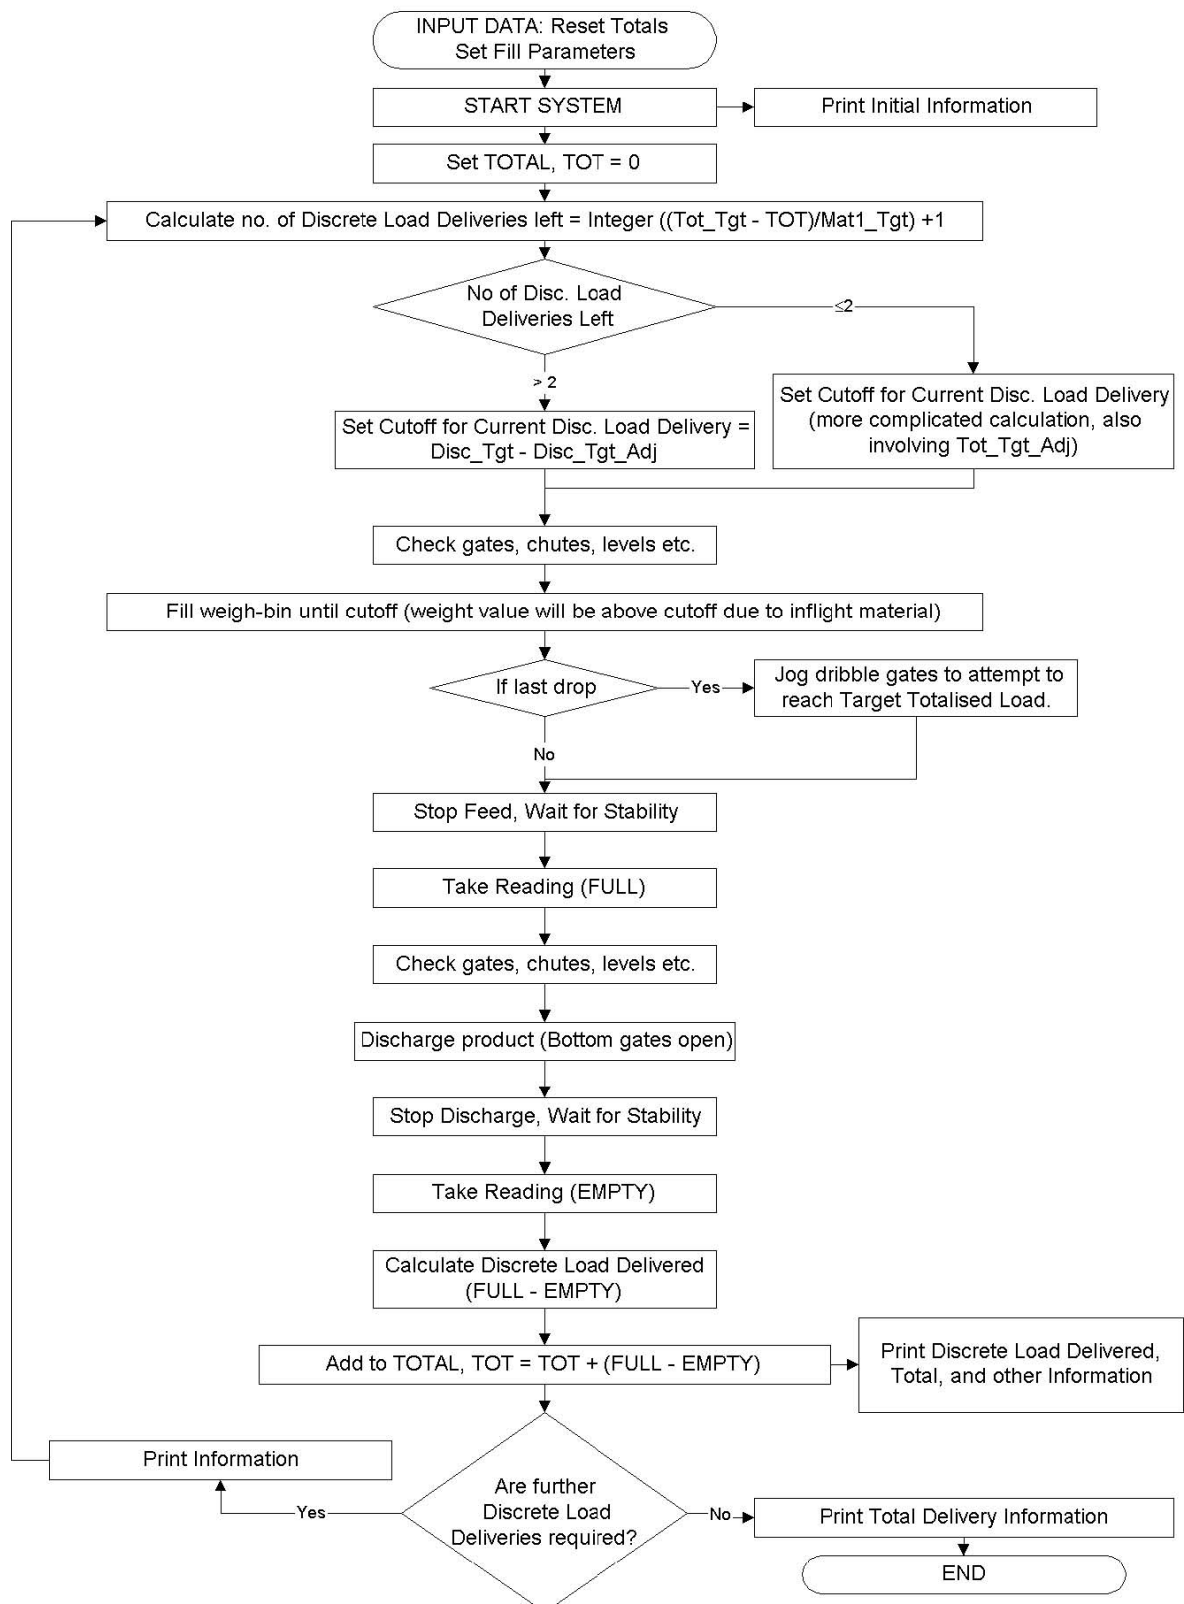 INPUT DATA: Reset Totals
Set Fill Parameters
START SYSTEM
Print Initial Information
Set TOTAL, TOT = 0
Calculate no. of Discrete Load Deliveries left = Integer ((Tot_Tgt - TOT)/Mat1_Tgt) +1
No of Disc. Load
Deliveries Left
≤2
> 2
Set Cutoff for Current Disc. Load Delivery
(more complicated calculation, also
involving Tot_Tgt_Adj)
Set Cutoff for Current Disc. Load Delivery =
Disc_Tgt - Disc_Tgt_Adj
Check gates, chutes, levels etc.
Fill weigh-bin until cutoff (weight value will be above cutoff due to inflight material)
If last drop
Yes
Jog dribble gates to attempt to
reach Target Totalised Load.
No
Stop Feed, Wait for Stability
Take Reading (FULL)
Check gates, chutes, levels etc.
Discharge product (Bottom gates open)
Stop Discharge, Wait for Stability
Take Reading (EMPTY)
Calculate Discrete Load Delivered
(FULL - EMPTY)
Add to TOTAL, TOT = TOT + (FULL - EMPTY)
Print Discrete Load Delivered,
Total, and other Information
Print Information
Are further
Discrete Load
Deliveries required?
Yes
No
Print Total Delivery Information
END